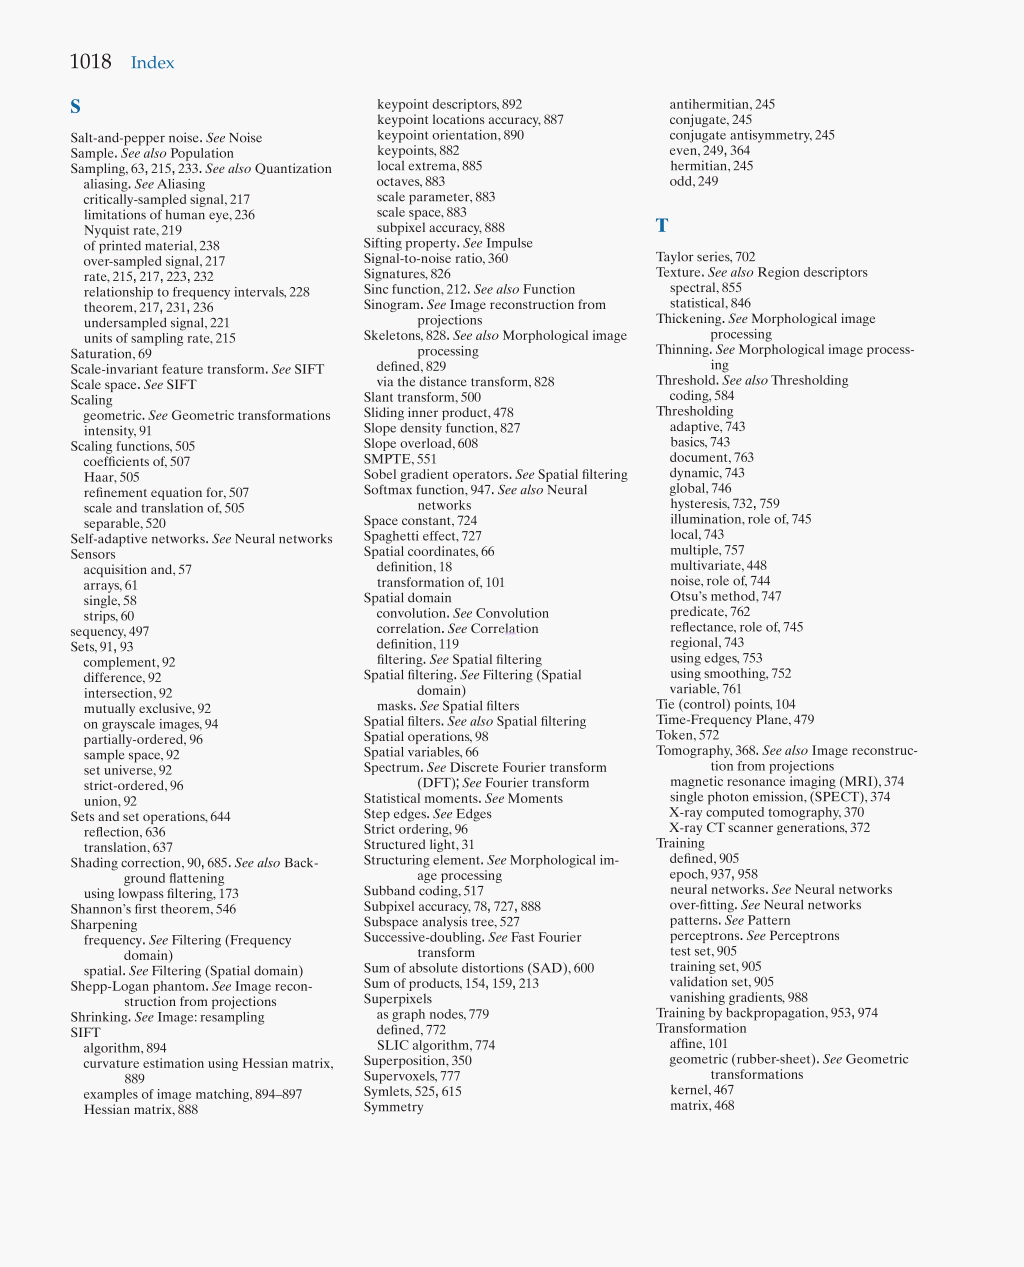 1018 Index
S
Salt-and-pepper noise. See Noise
Sample. See also Population
Sampling, 63, 215, 233. See also Quantization
aliasing. See Aliasing
critically-sampled signal, 217
limitations of human eye, 236
Nyquist rate, 219
of printed material, 238
over-sampled signal, 217
rate, 215, 217, 223, 232
relationship to frequency intervals, 228
theorem, 217, 231, 236
undersampled signal, 221
units of sampling rate, 215
Saturation, 69
Scale-invariant feature transform. See SIFT
Scale space. See SIFT
Scaling
geometric. See Geometric transformations
intensity, 91
Scaling functions, 505
coefficients of, 507
Haar, 505
refinement equation for, 507
scale and translation of, 505
separable, 520
Self-adaptive networks. See Neural networks
Sensors
acquisition and, 57
arrays, 61
single, 58
strips, 60
sequency, 497
Sets, 91, 93
complement, 92
difference, 92
intersection, 92
mutually exclusive, 92
on grayscale images, 94
partially-ordered, 96
sample space, 92
set universe, 92
strict-ordered, 96
union, 92
Sets and set operations, 644
reflection, 636
translation, 637
Shading correction, 90, 685. See also Back-
ground flattening
using lowpass filtering, 173
Shannon's first theorem, 546
Sharpening
frequency. See Filtering (Frequency
domain)
spatial. See Filtering (Spatial domain)
Shepp-Logan phantom. See Image recon-
struction from projections
Shrinking. See Image: resampling
SIFT
algorithm, 894
curvature estimation using Hessian matrix,
889
examples of image matching, 894–897
Hessian matrix, 888
keypoint descriptors, 892
keypoint locations accuracy, 887
keypoint orientation, 890
keypoints, 882
local extrema, 885
octaves, 883
scale parameter, 883
scale space, 883
subpixel accuracy, 888
Sifting property. See Impulse
Signal-to-noise ratio, 360
Signatures, 826
Sinc function, 212. See also Function
Sinogram. See Image reconstruction from
projections
Skeletons, 828. See also Morphological image
processing
defined, 829
via the distance transform, 828
Slant transform, 500
Sliding inner product, 478
Slope density function, 827
Slope overload, 608
SMPTE, 551
Sobel gradient operators. See Spatial filtering
Softmax function, 947. See also Neural
networks
Space constant, 724
Spaghetti effect, 727
Spatial coordinates, 66
definition, 18
transformation of, 101
Spatial domain
convolution. See Convolution
correlation. See Correlation
definition, 119
filtering. See Spatial filtering
Spatial filtering. See Filtering (Spatial
domain)
masks. See Spatial filters
Spatial filters. See also Spatial filtering
Spatial operations, 98
Spatial variables, 66
Spectrum. See Discrete Fourier transform
(DFT); See Fourier transform
Statistical moments. See Moments
Step edges. See Edges
Strict ordering, 96
Structured light, 31
Structuring element. See Morphological im-
age processing
Subband coding, 517
Subpixel accuracy, 78, 727, 888
Subspace analysis tree, 527
Successive-doubling. See Fast Fourier
transform
Sum of absolute distortions (SAD), 600
Sum of products, 154, 159, 213
Superpixels
as graph nodes, 779
defined, 772
SLIC algorithm, 774
Superposition, 350
Supervoxels, 777
Symlets, 525, 615
Symmetry
antihermitian, 245
conjugate, 245
conjugate antisymmetry, 245
even, 249, 364
hermitian, 245
odd, 249
T
Taylor series, 702
Texture. See also Region descriptors
spectral, 855
statistical, 846
Thickening. See Morphological image
processing
Thinning. See Morphological image process-
ing
Threshold. See also Thresholding
coding, 584
Thresholding
adaptive, 743
basics, 743
document, 763
dynamic, 743
global, 746
hysteresis, 732, 759
illumination, role of, 745
local, 743
multiple, 757
multivariate, 448
noise, role of, 744
Otsu's method, 747
predicate, 762
reflectance, role of, 745
regional, 743
using edges, 753
using smoothing, 752
variable, 761
Tie (control) points, 104
Time-Frequency Plane, 479
Token, 572
Tomography, 368. See also Image reconstruc-
tion from projections
magnetic resonance imaging (MRI), 374
single photon emission, (SPECT), 374
X-ray computed tomography, 370
X-ray CT scanner generations, 372
Training
defined, 905
epoch, 937, 958
neural networks. See Neural networks
over-fitting. See Neural networks
patterns. See Pattern
perceptrons. See Perceptrons
test set, 905
training set, 905
validation set, 905
vanishing gradients, 988
Training by backpropagation, 953, 974
Transformation
affine, 101
geometric (rubber-sheet). See Geometric
transformations
kernel, 467
matrix, 468